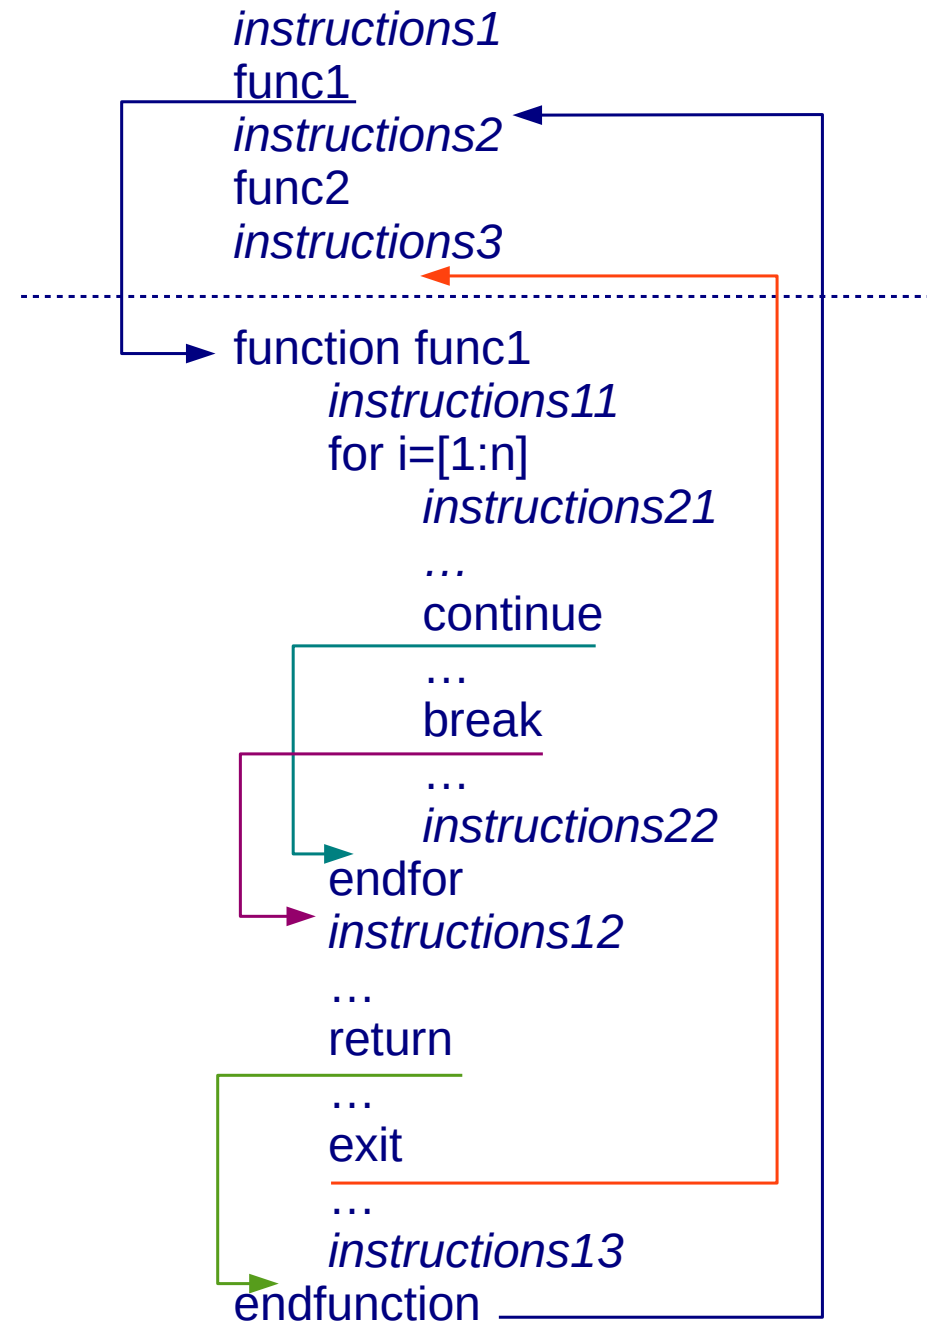 instructions1
func1
instructions2
func2
instructions3
function func1
instructions11
for i=[1:n]
instructions21
…
continue
…
break
…
instructions22
endfor
instructions12
…
return
…
exit
…
instructions13
endfunction